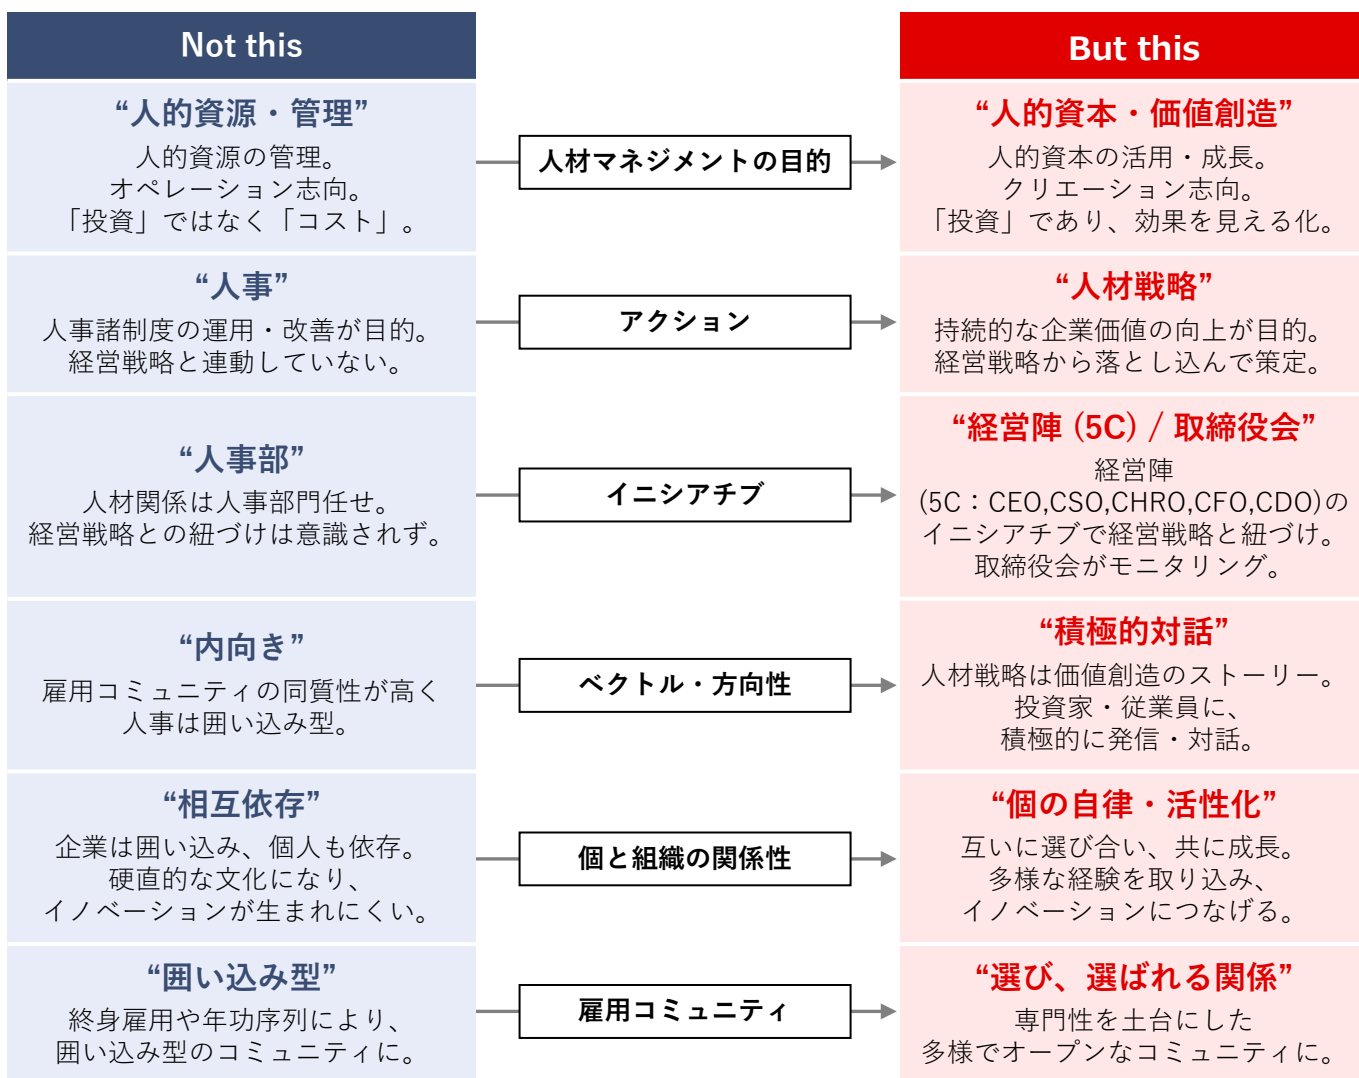 Not this
But this
“人的資源・管理”
人的資源の管理。
オペレーション志向。
「投資」ではなく「コスト」。
人材マネジメントの目的
“人的資本・価値創造”
人的資本の活用・成長。
クリエーション志向。
「投資」であり、効果を見える化。
“人事”
人事諸制度の運用・改善が目的。
経営戦略と連動していない。
アクション
“人材戦略”
持続的な企業価値の向上が目的。
経営戦略から落とし込んで策定。
“人事部”
人材関係は人事部門任せ。
経営戦略との紐づけは意識されず。
イニシアチブ
“経営陣 (5C) / 取締役会”
経営陣
(5C：CEO,CSO,CHRO,CFO,CDO)の
イニシアチブで経営戦略と紐づけ。
取締役会がモニタリング。
“内向き”
雇用コミュニティの同質性が高く
人事は囲い込み型。
ベクトル・方向性
“積極的対話”
人材戦略は価値創造のストーリー。
投資家・従業員に、
積極的に発信・対話。
“相互依存”
企業は囲い込み、個人も依存。
硬直的な文化になり、
イノベーションが生まれにくい。
個と組織の関係性
“個の自律・活性化”
互いに選び合い、共に成長。
多様な経験を取り込み、
イノベーションにつなげる。
“囲い込み型”
終身雇用や年功序列により、
囲い込み型のコミュニティに。
雇用コミュニティ
“選び、選ばれる関係”
専門性を土台にした
多様でオープンなコミュニティに。